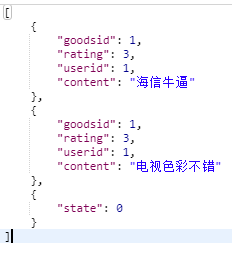 [
    {
        "goodsid": 1,
        "rating": 3,
        "userid": 1,
        "content": "海信牛逼"
    },
    {
        "goodsid": 1,
        "rating": 3,
        "userid": 1,
        "content": "电视色彩不错"
    },
    {
        "state": 0
    }
]